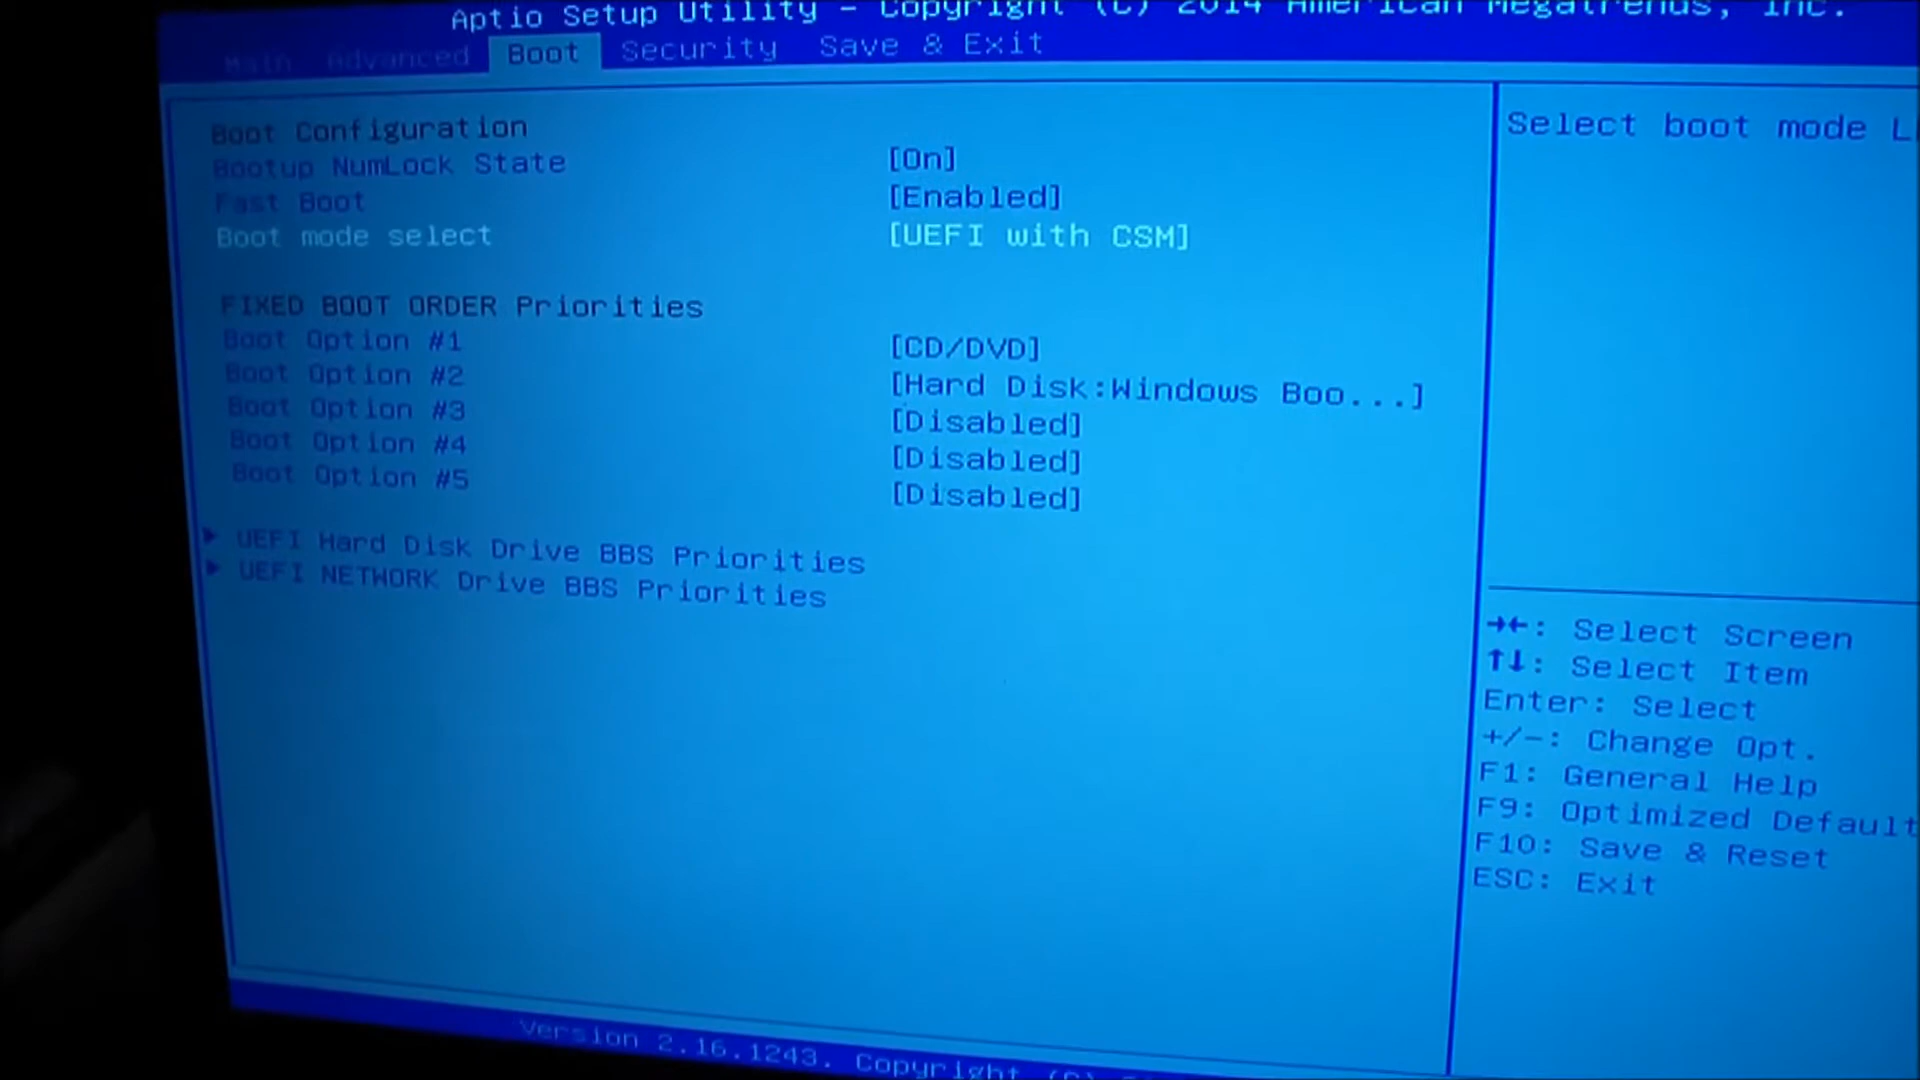 Aptio Setup Utility - Copyright (C) 2014 American Megatrends, Inc.
Main Advanced Boot Security Save & Exit
Boot Configuration
Bootup NumLock State [On]
Fast Boot [Enabled]
Boot mode select [UEFI with CSM]
FIXED BOOT ORDER Priorities
Boot Option #1 [CD/DVD]
Boot Option #2 [Hard Disk:Windows Boo...]
Boot Option #3 [Disabled]
Boot Option #4 [Disabled]
Boot Option #5 [Disabled]
UEFI Hard Disk Drive BBS Priorities
UEFI NETWORK Drive BBS Priorities
Select boot mode L
→←: Select Screen
↑↓: Select Item
Enter: Select
+/-: Change Opt.
F1: General Help
F9: Optimized Default
F10: Save & Reset
ESC: Exit
Version 2.16.1243. Copyright (C)